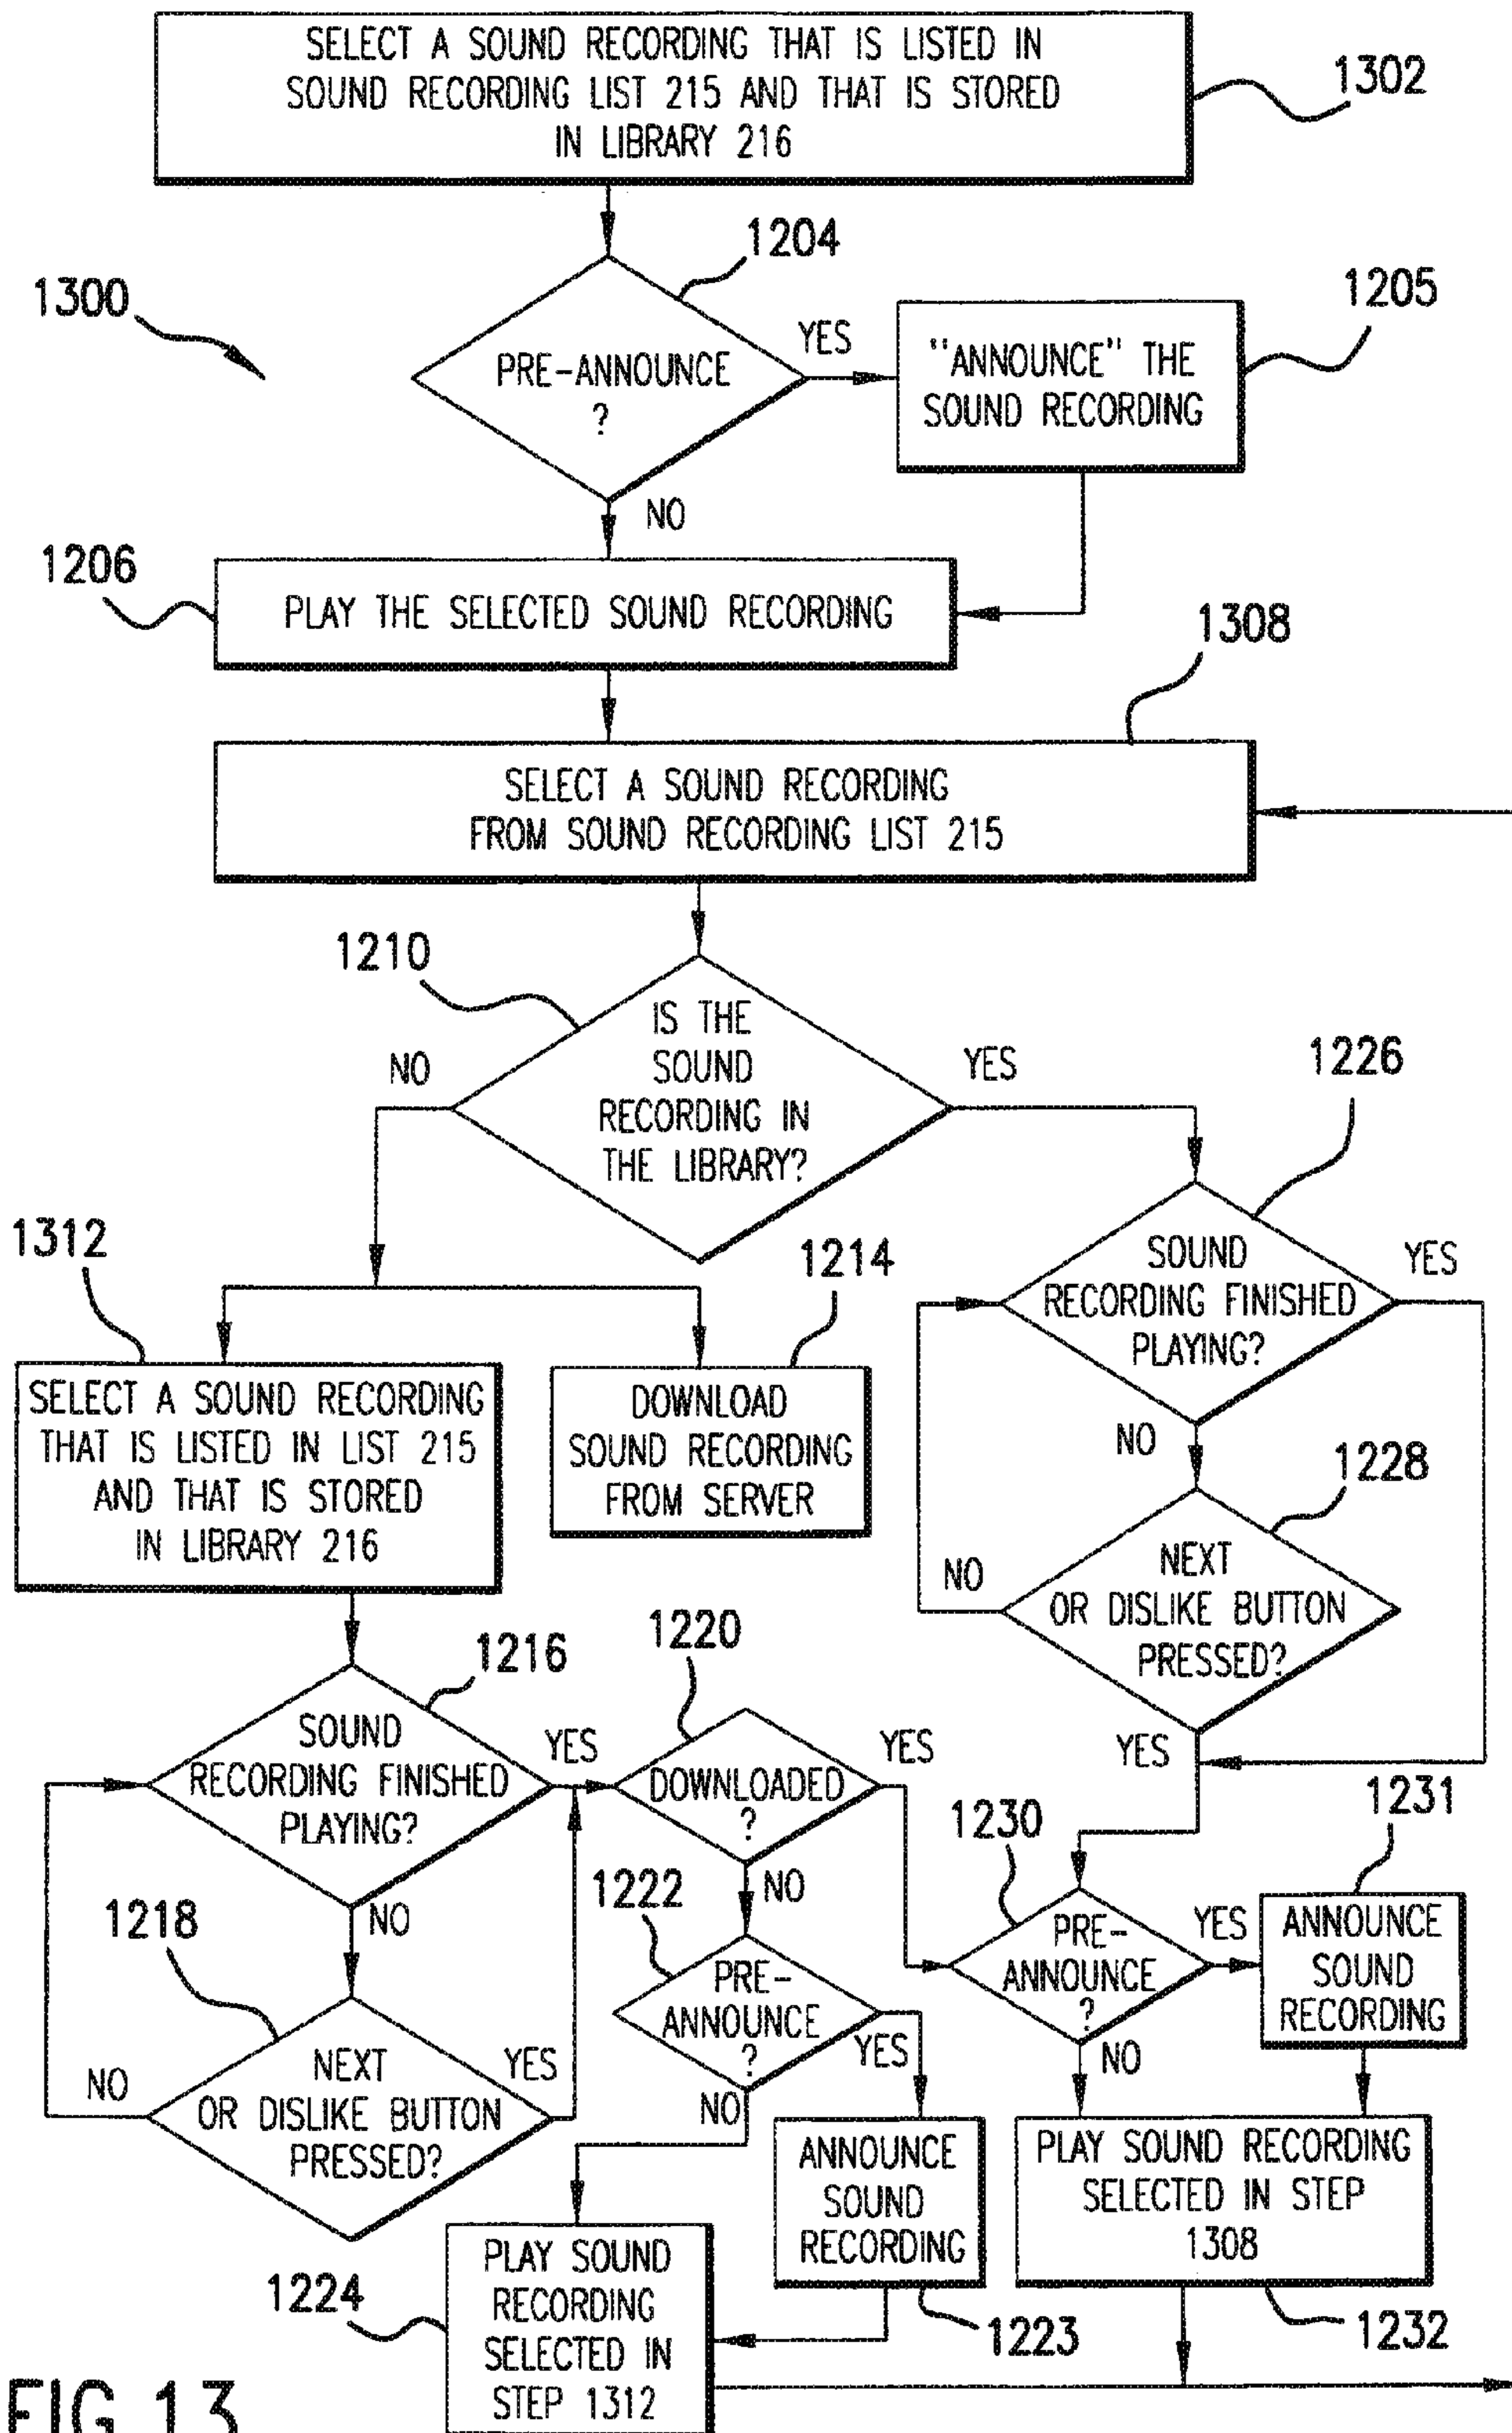 SELECT A SOUND RECORDING THAT IS LISTED IN
SOUND RECORDING LIST 215 AND THAT IS STORED
IN LIBRARY 216
1302
1204
1300
PRE-ANNOUNCE
?
YES
1205
"ANNOUNCE" THE
SOUND RECORDING
NO
1206
PLAY THE SELECTED SOUND RECORDING
1308
SELECT A SOUND RECORDING
FROM SOUND RECORDING LIST 215
1210
IS THE
SOUND
RECORDING IN
THE LIBRARY?
NO
YES
1226
SOUND
RECORDING FINISHED
PLAYING?
YES
NO
1228
NEXT
OR DISLIKE BUTTON
PRESSED?
NO
YES
1312
SELECT A SOUND RECORDING
THAT IS LISTED IN LIST 215
AND THAT IS STORED
IN LIBRARY 216
1214
DOWNLOAD
SOUND RECORDING
FROM SERVER
1216
SOUND
RECORDING FINISHED
PLAYING?
YES
NO
1218
NEXT
OR DISLIKE BUTTON
PRESSED?
NO
YES
1220
DOWNLOADED
?
YES
NO
1222
PRE-
ANNOUNCE
?
YES
NO
1230
PRE-
ANNOUNCE
?
YES
NO
1231
ANNOUNCE
SOUND
RECORDING
ANNOUNCE
SOUND
RECORDING
1223
PLAY SOUND RECORDING
SELECTED IN STEP
1308
1232
1224
PLAY SOUND
RECORDING
SELECTED IN
STEP 1312
FIG.13